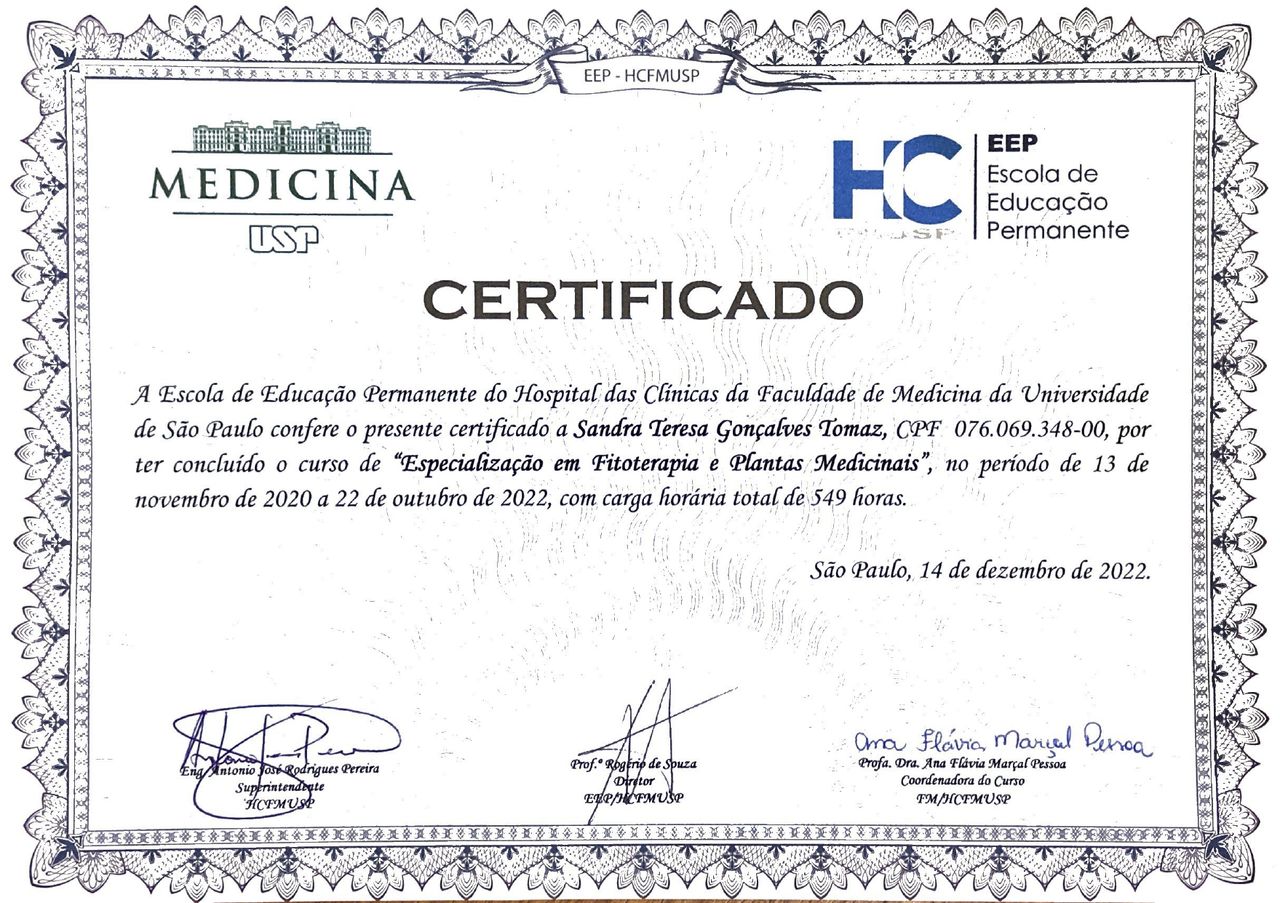 EEP - HCFMUSP
MEDICINA
USP
HC
EEP
Escola de
Educação
Permanente
CERTIFICADO
A Escola de Educação Permanente do Hospital das Clínicas da Faculdade de Medicina da Universidade
de São Paulo confere o presente certificado a Sandra Teresa Gonçalves Tomaz, CPF 076.069.348-00, por
ter concluído o curso de “Especialização em Fitoterapia e Plantas Medicinais”, no período de 13 de
novembro de 2020 a 22 de outubro de 2022, com carga horária total de 549 horas.
São Paulo, 14 de dezembro de 2022.
Eng. Antonio José Rodrigues Pereira
Superintendente
HCFMUSP
Prof.º Rogério de Souza
Diretor
EEP/HCFMUSP
Ana Flávia Marçal Pessoa
Profa. Dra. Ana Flávia Marçal Pessoa
Coordenadora do Curso
FM/HCFMUSP